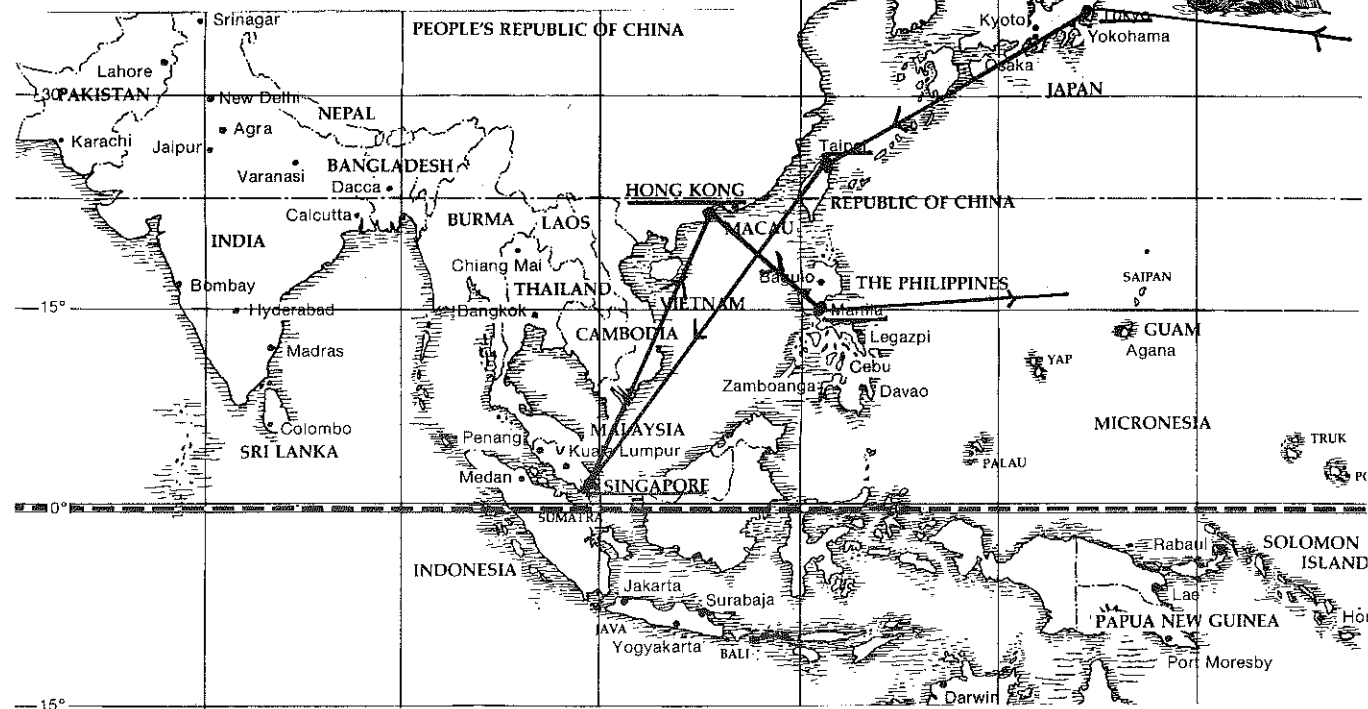 Srinagar
PEOPLE'S REPUBLIC OF CHINA
Kyoto
Tokyo
Yokohama
Osaka
Lahore
30°
PAKISTAN
New Delhi
JAPAN
NEPAL
Agra
Karachi
Jaipur
Taipei
BANGLADESH
Varanasi
Dacca
HONG KONG
REPUBLIC OF CHINA
Calcutta
BURMA
LAOS
MACAU
INDIA
Chiang Mai
Baguio
THE PHILIPPINES
SAIPAN
Bombay
THAILAND
VIETNAM
15°
Hyderabad
Bangkok
Manila
CAMBODIA
GUAM
Legazpi
Agana
Madras
Cebu
YAP
Zamboanga
Davao
Colombo
MALAYSIA
MICRONESIA
SRI LANKA
Penang
Kuala Lumpur
TRUK
PALAU
Medan
SINGAPORE
PO
0°
SUMATRA
Rabaul
SOLOMON
ISLAND
INDONESIA
Jakarta
Surabaja
Lae
JAVA
PAPUA NEW GUINEA
Hon
Yogyakarta
BALI
Port Moresby
Darwin
15°